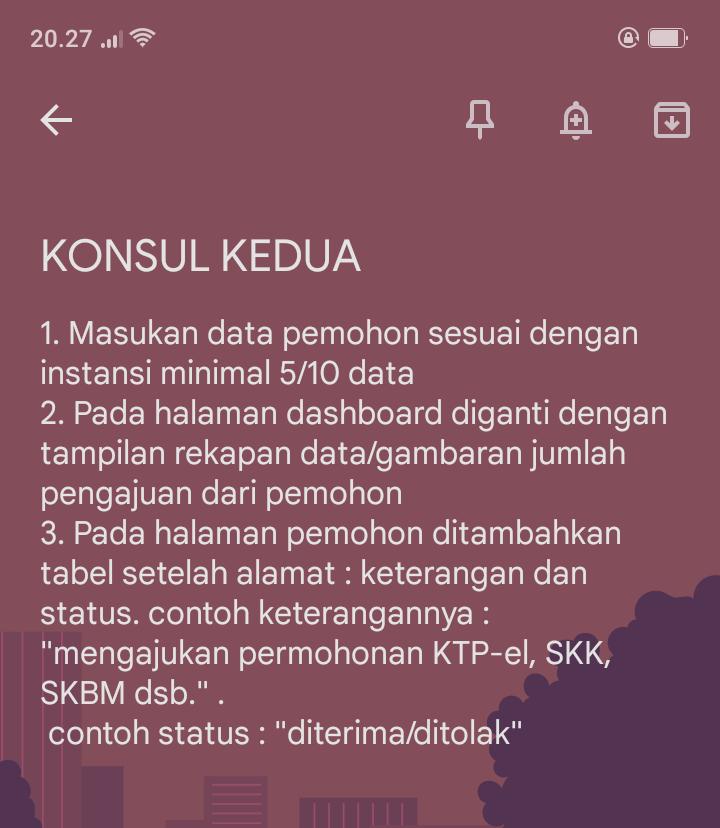 20.27
KONSUL KEDUA
1. Masukan data pemohon sesuai dengan
instansi minimal 5/10 data
2. Pada halaman dashboard diganti dengan
tampilan rekapan data/gambaran jumlah
pengajuan dari pemohon
3. Pada halaman pemohon ditambahkan
tabel setelah alamat : keterangan dan
status. contoh keterangannya :
"mengajukan permohonan KTP-el, SKK,
SKBM dsb." .
contoh status : "diterima/ditolak"